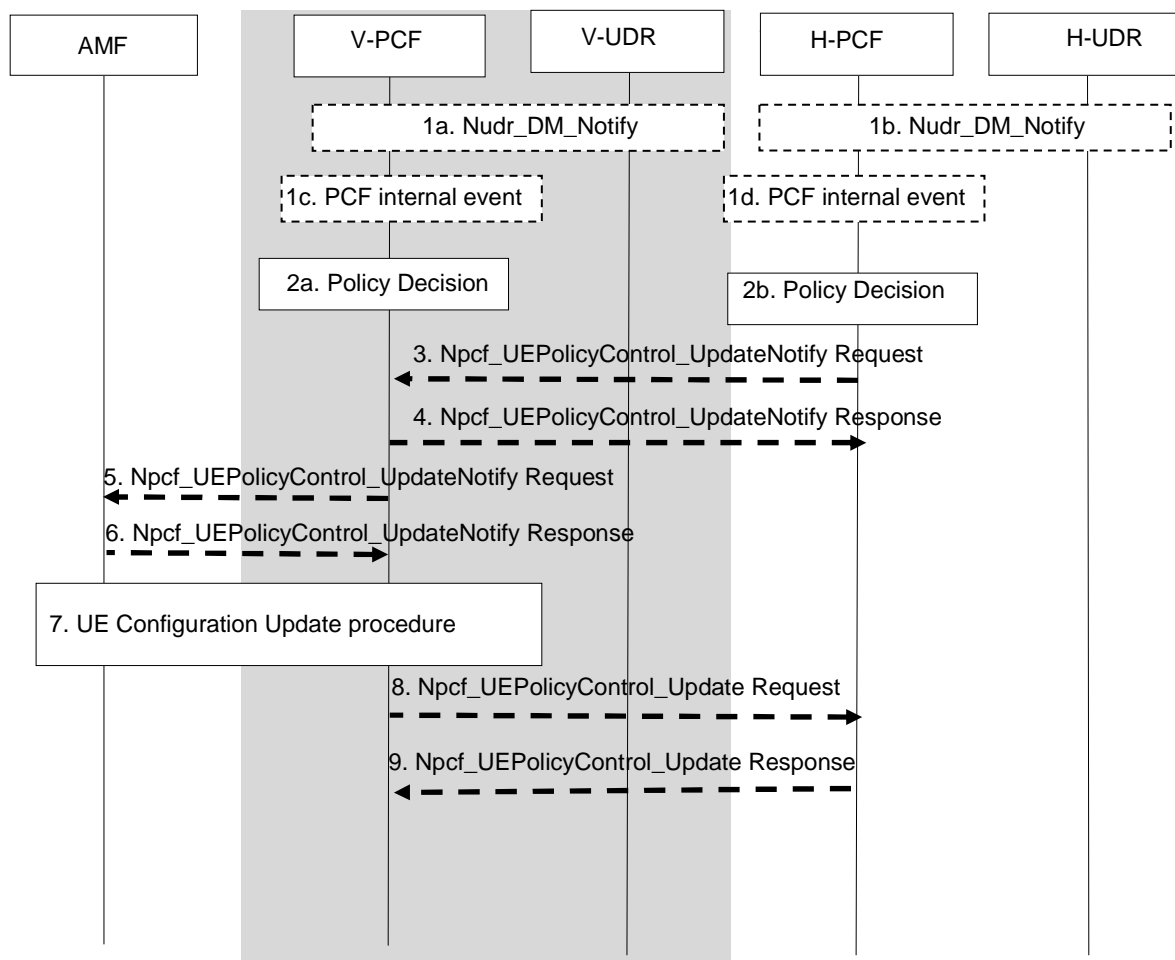 AMF
V-PCF
V-UDR
H-PCF
H-UDR
1a. Nudr_DM_Notify
1b. Nudr_DM_Notify
1c. PCF internal event
1d. PCF internal event
2a. Policy Decision
2b. Policy Decision
3. Npcf_UEPolicyControl_UpdateNotify Request
4. Npcf_UEPolicyControl_UpdateNotify Response
5. Npcf_UEPolicyControl_UpdateNotify Request
6. Npcf_UEPolicyControl_UpdateNotify Response
7. UE Configuration Update procedure
8. Npcf_UEPolicyControl_Update Request
9. Npcf_UEPolicyControl_Update Response